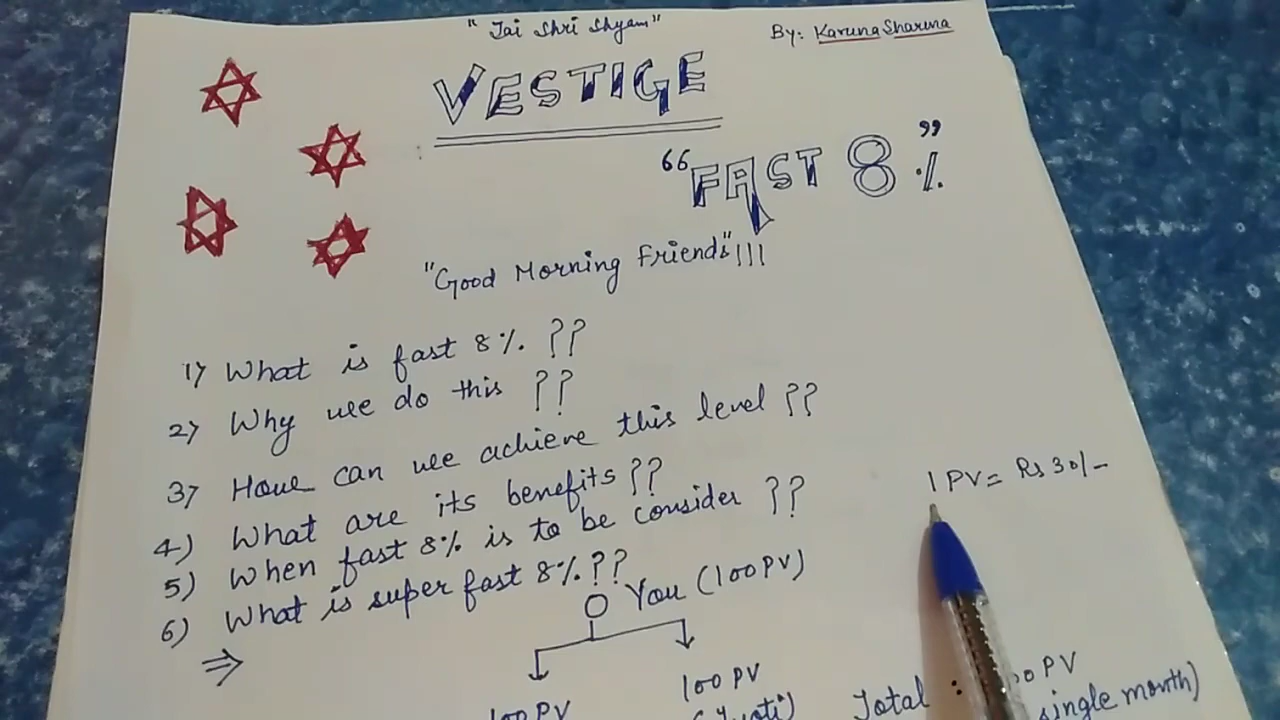 "Jai Shri Shyam"
By: Karuna Sharma
VESTIGE
"FAST 8%"
"Good Morning Friends"!!!
1) What is fast 8%. ??
2) Why we do this ??
3) How can we achieve this level ??
4) What are its benefits ??
5) When fast 8% is to be consider ??
6) What is super fast 8%. ??
1 PV = Rs 30/-
⇒ You (100 PV)
100 PV
100 PV
Total : PV
single month)